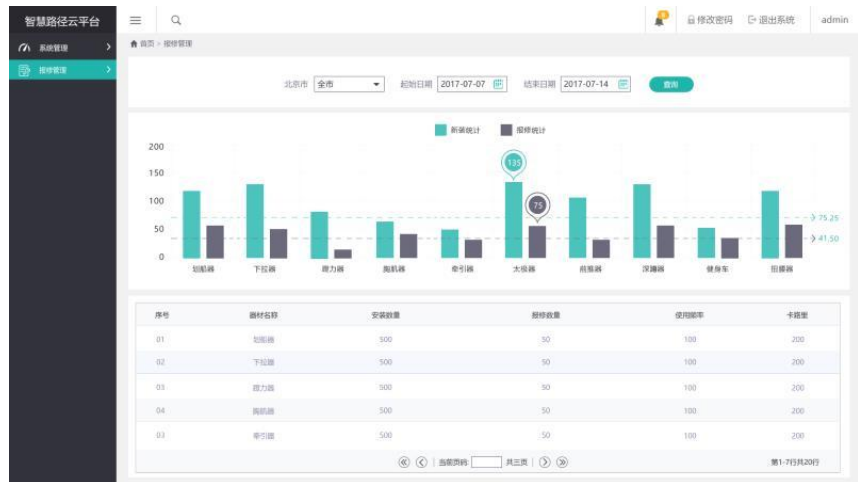 智慧路径云平台
8 修改密码 退出系统 admin
系统管理
首页 > 报修管理
报修管理
北京市 全市 起始日期 2017-07-07 结束日期 2017-07-14 查询
新装统计 报修统计
200
150
100
50
0
135
75
75.25
41.50
划船器 下拉器 蹬力器 胸肌器 牵引器 太极器 肩推器 深蹲器 健身车 扭腰器
序号 器材名称 安装数量 报修数量 使用频率 卡路里
01 划船器 500 50 100 200
02 下拉器 500 50 100 200
03 蹬力器 500 50 100 200
04 胸肌器 500 50 100 200
03 牵引器 500 50 100 200
当前页码 共三页 第1-7行共20行